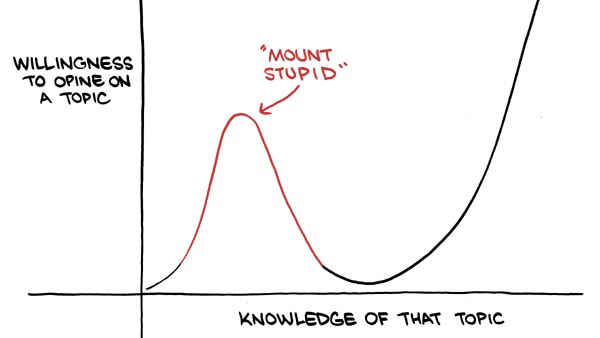 WILLINGNESS
TO OPINE ON
A TOPIC
"MOUNT
STUPID"
KNOWLEDGE OF THAT TOPIC